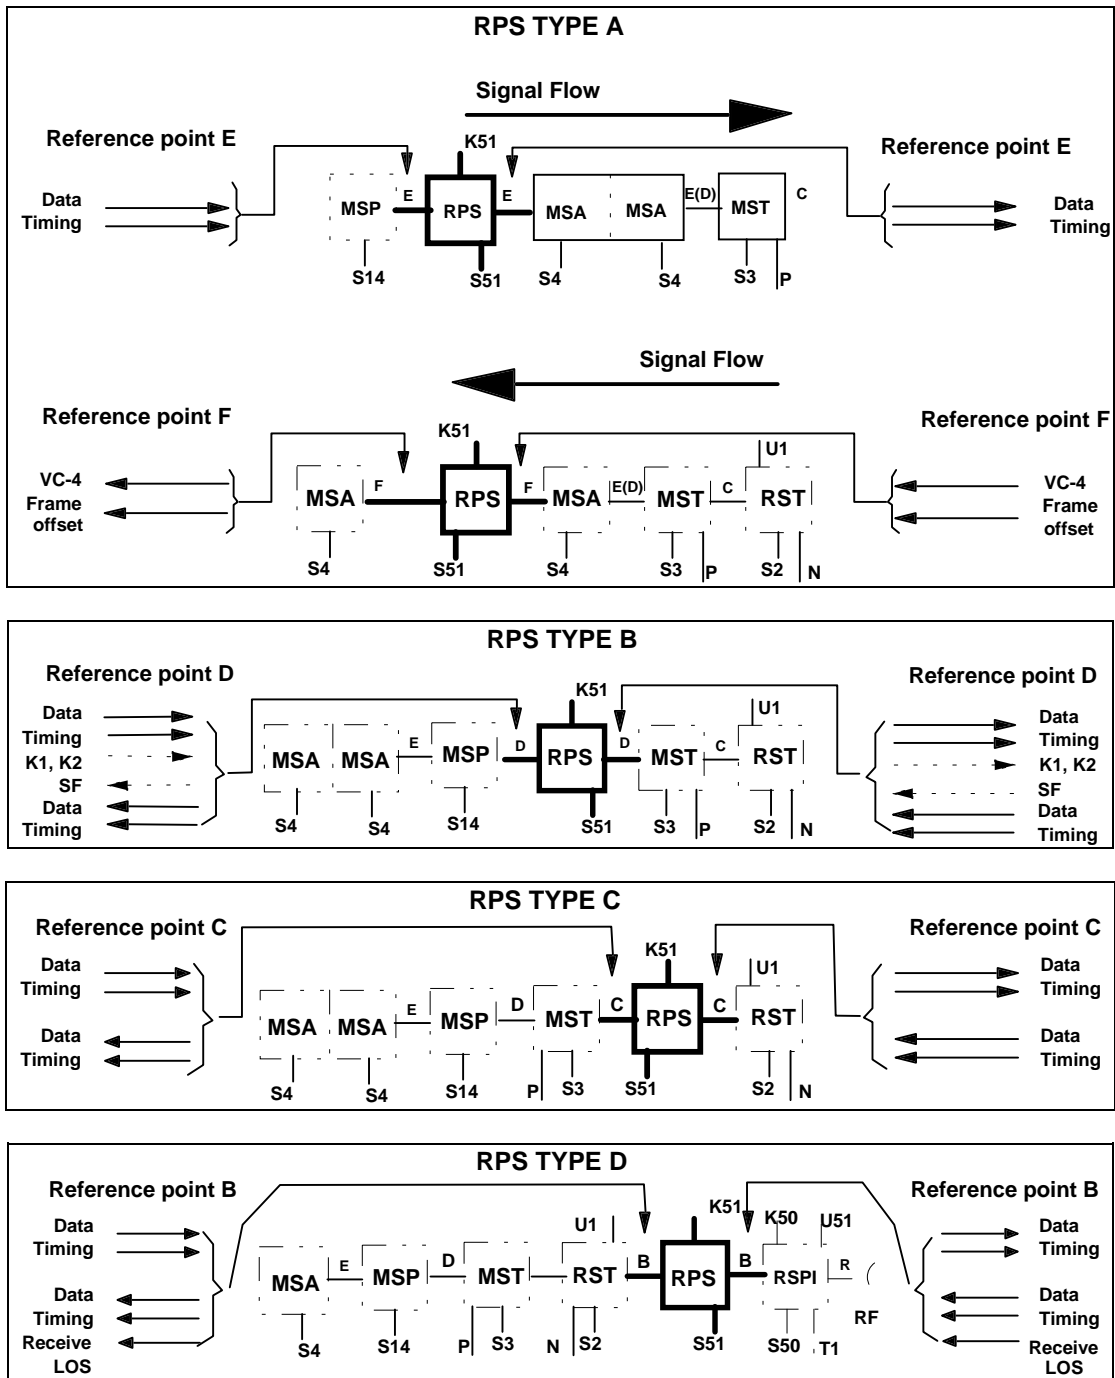 RPS TYPE A
Signal Flow
Reference point E
K51
Reference point E
Data
Timing
MSP
E
RPS
E
MSA
MSA
E(D)
MST
C
Data
Timing
S14
S51
S4
S4
S3
P
Signal Flow
Reference point F
K51
Reference point F
U1
VC-4
Frame
offset
MSA
F
RPS
F
MSA
E(D)
MST
C
RST
VC-4
Frame
offset
S4
S51
S4
S3
P
S2
N
RPS TYPE B
Reference point D
K51
Reference point D
U1
Data
Timing
K1, K2
SF
Data
Timing
MSA
MSA
E
MSP
D
RPS
D
MST
C
RST
Data
Timing
K1, K2
SF
Data
Timing
S4
S4
S14
S51
S3
P
S2
N
RPS TYPE C
Reference point C
K51
Reference point C
U1
Data
Timing
Data
Timing
MSA
MSA
E
MSP
D
MST
C
RPS
C
RST
Data
Timing
Data
Timing
S4
S4
S14
P
S3
S51
S2
N
RPS TYPE D
Reference point B
Reference point B
U1
K51
K50
U51
Data
Timing
Data
Timing
Receive
LOS
MSA
E
MSP
D
MST
RST
B
RPS
B
RSPI
R
RF
Data
Timing
Data
Timing
Receive
LOS
S4
S14
P
S3
N
S2
S51
S50
T1